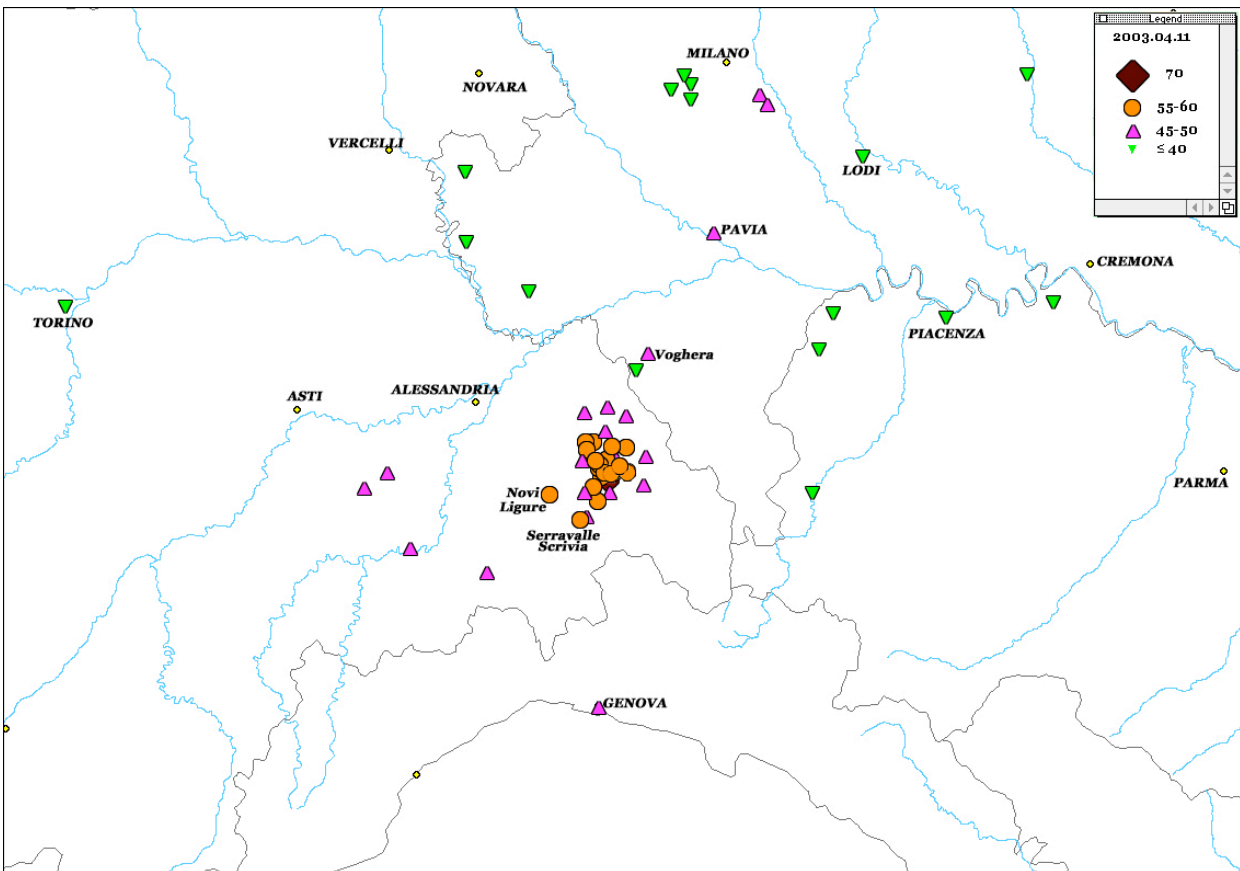 Legend
2003.04.11
70
55-60
45-50
≤ 40
MILANO
NOVARA
VERCELLI
LODI
PAVIA
CREMONA
TORINO
PIACENZA
Voghera
ALESSANDRIA
ASTI
PARMA
Novi
Ligure
Serravalle
Scrivia
GENOVA